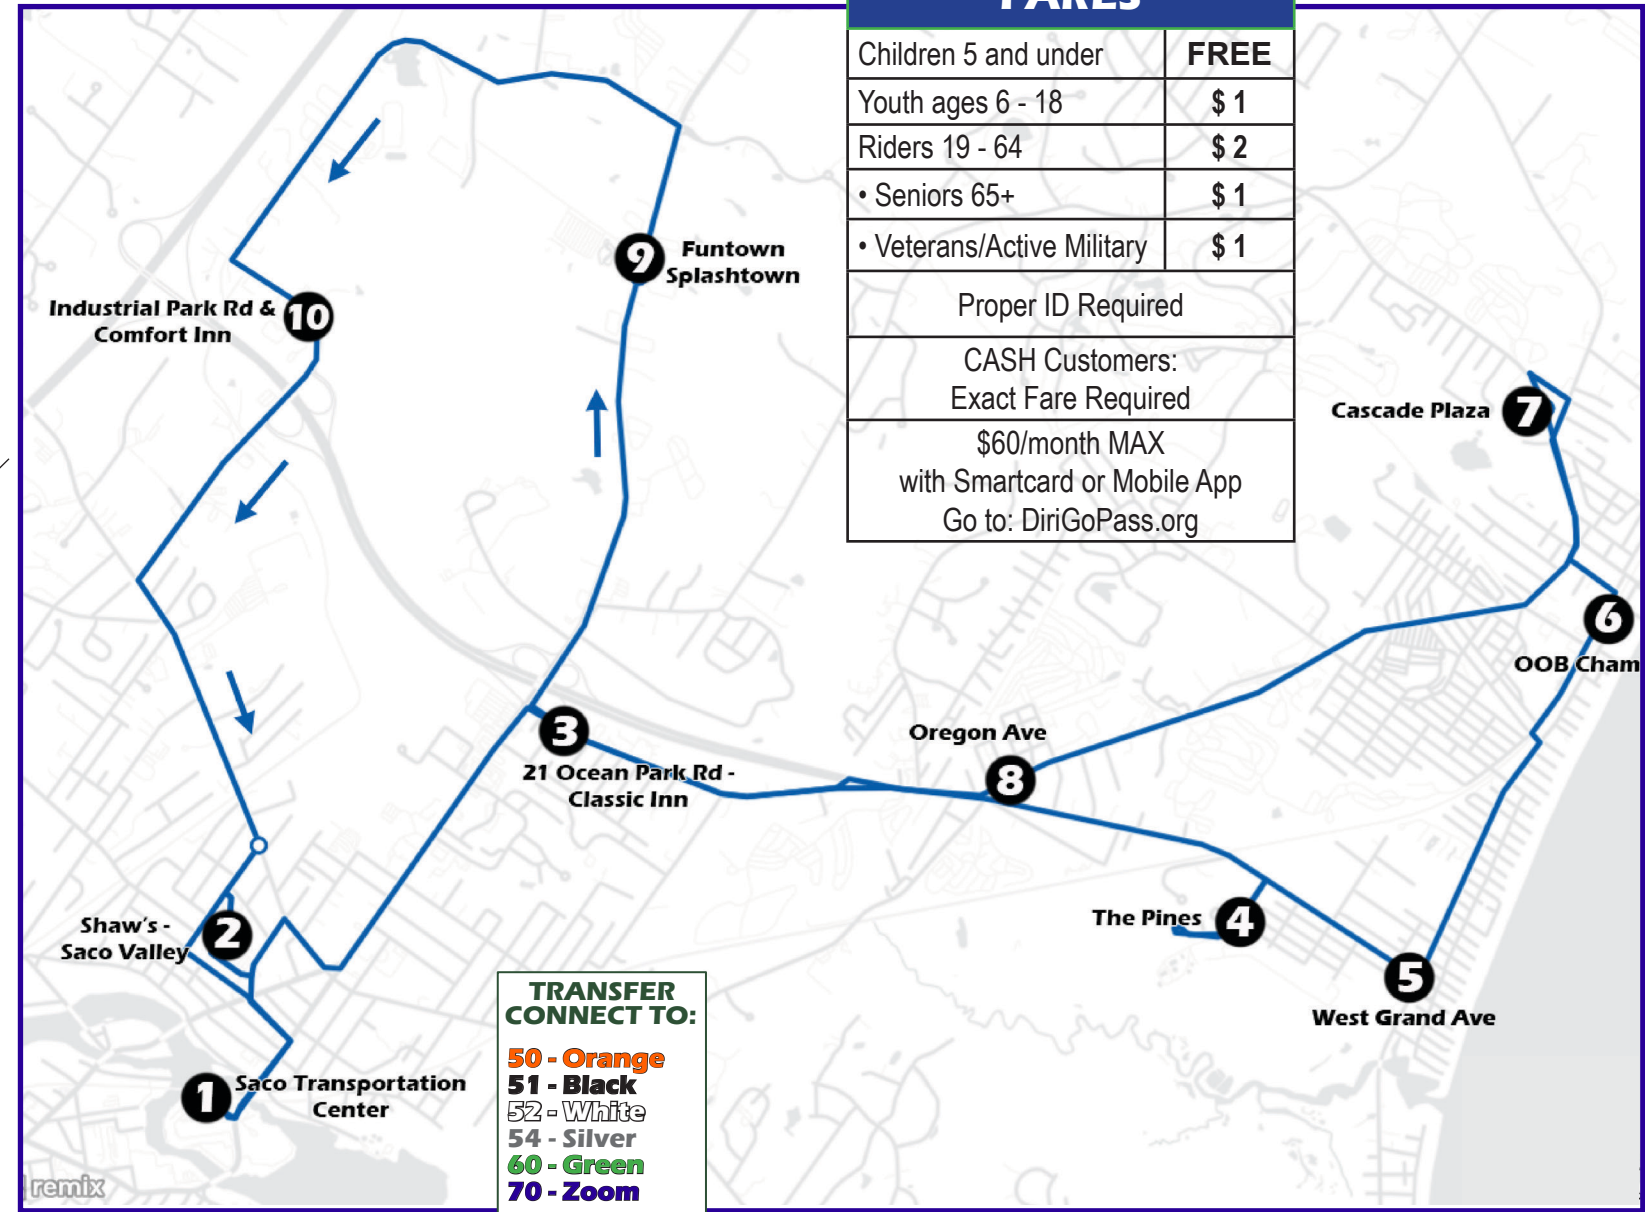 FARES
Children 5 and under FREE
Youth ages 6 - 18 $ 1
Riders 19 - 64 $ 2
• Seniors 65+ $ 1
• Veterans/Active Military $ 1
Proper ID Required
CASH Customers:
Exact Fare Required
$60/month MAX
with Smartcard or Mobile App
Go to: DiriGoPass.org
9 Funtown
Splashtown
Industrial Park Rd & 10
Comfort Inn
Cascade Plaza 7
6
OOB Cham
3
21 Ocean Park Rd -
Classic Inn
Oregon Ave
8
The Pines 4
5
West Grand Ave
Shaw's - 2
Saco Valley
1 Saco Transportation
Center
TRANSFER
CONNECT TO:
50 - Orange
51 - Black
52 - White
54 - Silver
60 - Green
70 - Zoom
remix